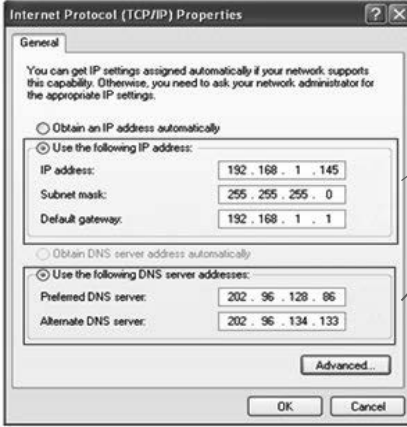 Internet Protocol (TCP/IP) Properties
General
You can get IP settings assigned automatically if your network supports
this capability. Otherwise, you need to ask your network administrator for
the appropriate IP settings.
Obtain an IP address automatically
Use the following IP address:
IP address: 192 . 168 . 1 . 145
Subnet mask: 255 . 255 . 255 . 0
Default gateway: 192 . 168 . 1 . 1
Obtain DNS server address automatically
Use the following DNS server addresses:
Preferred DNS server: 202 . 96 . 128 . 86
Alternate DNS server: 202 . 96 . 134 . 133
Advanced...
OK Cancel